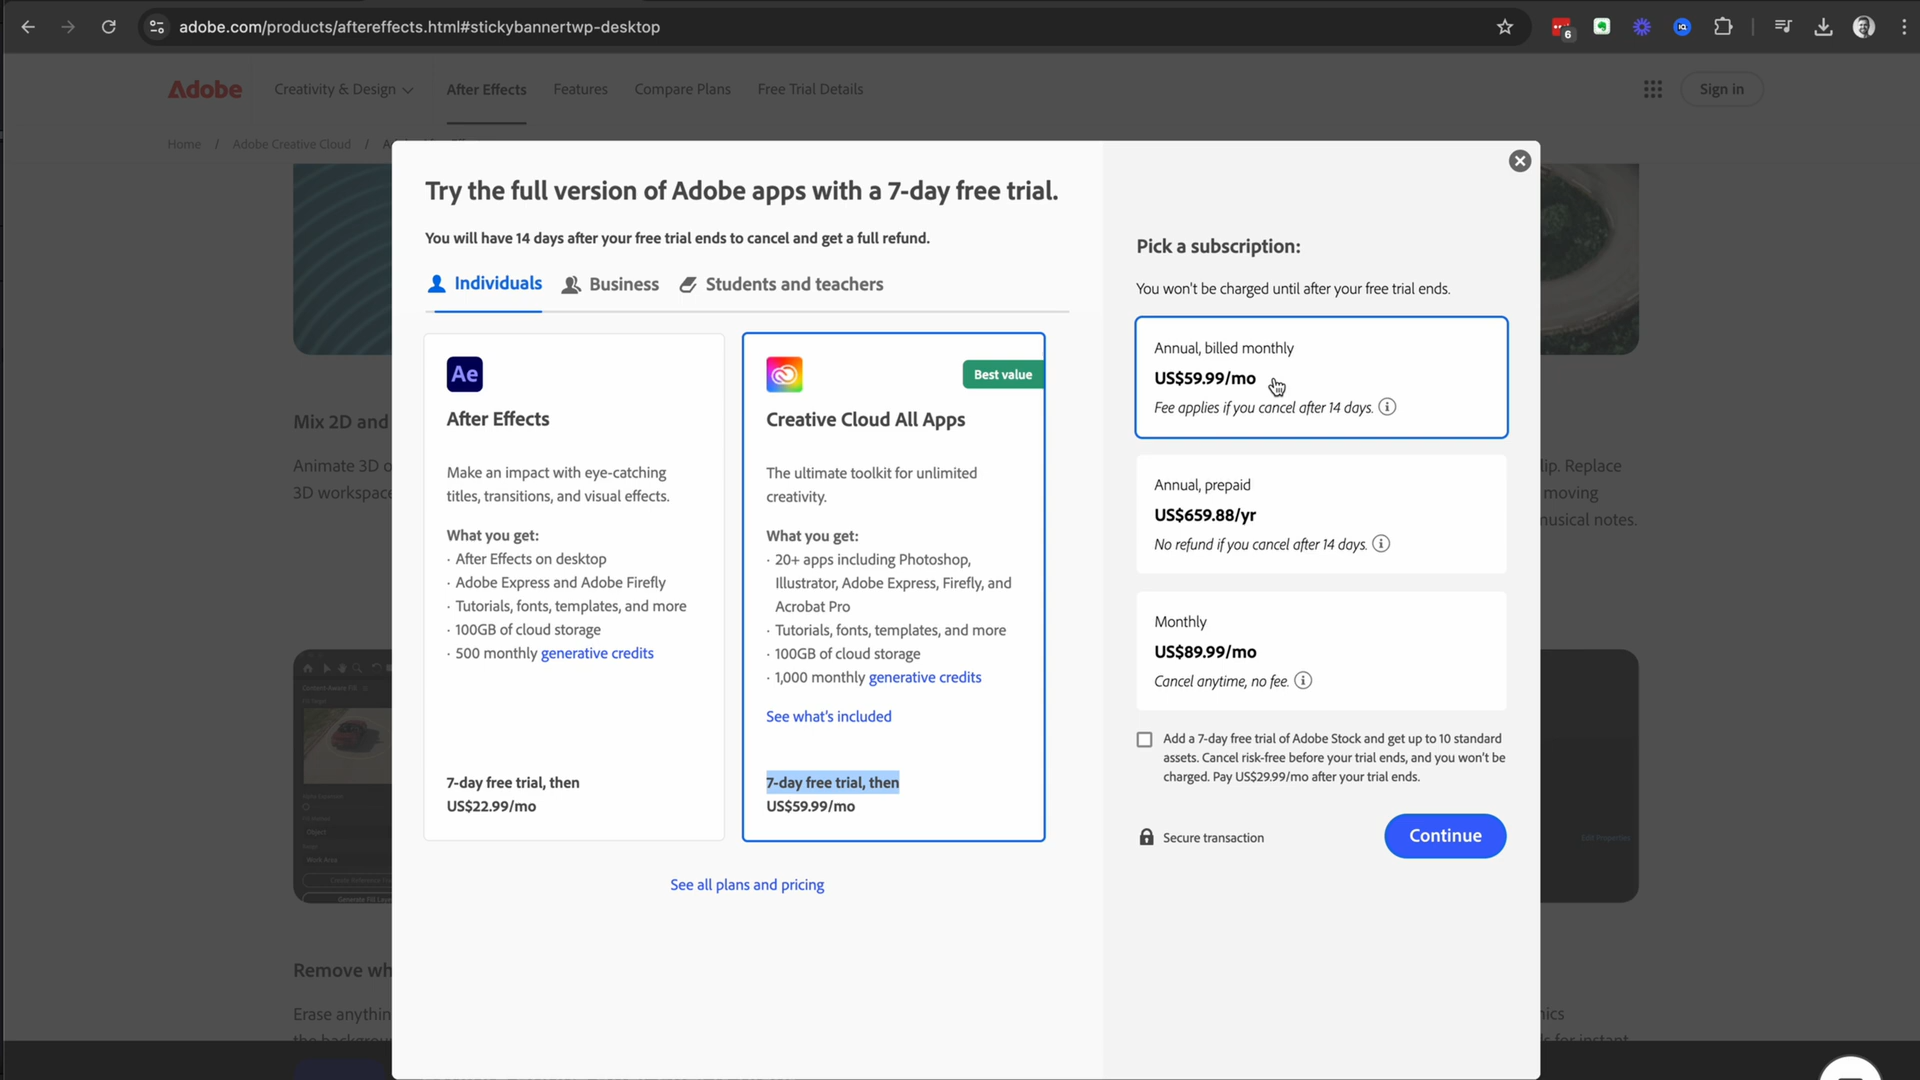 adobe.com/products/aftereffects.html#stickybannertwp-desktop
6
Adobe
Creativity & Design
After Effects
Features
Compare Plans
Free Trial Details
Sign in
Home / Adobe Creative Cloud / A
Try the full version of Adobe apps with a 7-day free trial.
You will have 14 days after your free trial ends to cancel and get a full refund.
Individuals
Business
Students and teachers
Ae
After Effects
Make an impact with eye-catching
titles, transitions, and visual effects.
What you get:
· After Effects on desktop
· Adobe Express and Adobe Firefly
· Tutorials, fonts, templates, and more
· 100GB of cloud storage
· 500 monthly generative credits
7-day free trial, then
US$22.99/mo
Best value
Creative Cloud All Apps
The ultimate toolkit for unlimited
creativity.
What you get:
· 20+ apps including Photoshop,
Illustrator, Adobe Express, Firefly, and
Acrobat Pro
· Tutorials, fonts, templates, and more
· 100GB of cloud storage
· 1,000 monthly generative credits
See what's included
7-day free trial, then
US$59.99/mo
See all plans and pricing
Pick a subscription:
You won't be charged until after your free trial ends.
Annual, billed monthly
US$59.99/mo
Fee applies if you cancel after 14 days.
Annual, prepaid
US$659.88/yr
No refund if you cancel after 14 days.
Monthly
US$89.99/mo
Cancel anytime, no fee.
Add a 7-day free trial of Adobe Stock and get up to 10 standard
assets. Cancel risk-free before your trial ends, and you won't be
charged. Pay US$29.99/mo after your trial ends.
Secure transaction
Continue
Mix 2D and
Animate 3D o
3D workspac
lip. Replace
moving
musical notes.
Object
Work Area
Remove wh
Erase anythin